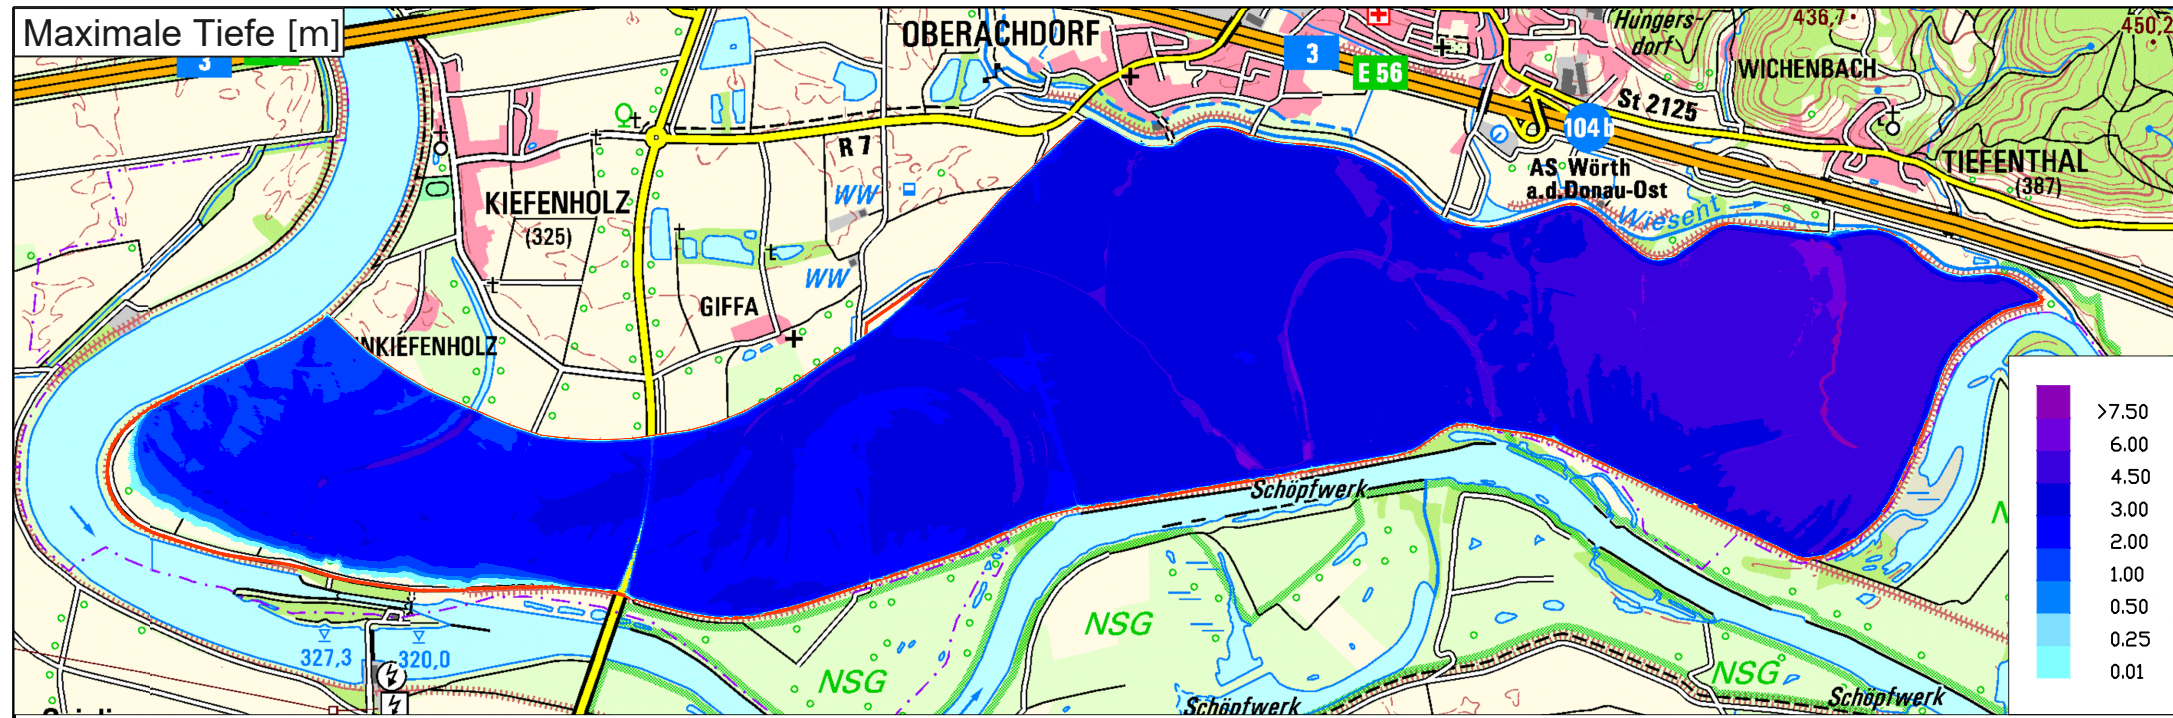 Maximale Tiefe [m]
3
OBERACHDORF
3
E 56
Hungers-
dorf
436,7
450,2
WICHENBACH
St 2125
104 b
R 7
AS Wörth
a.d.Donau-Ost
TIEFENTHAL
(387)
KIEFENHOLZ
(325)
WW
Wiesent
WW
GIFFA
NKIEFENHOLZ
>7.50
6.00
4.50
3.00
2.00
1.00
0.50
0.25
0.01
Schöpfwerk
NSG
327,3
320,0
NSG
NSG
Schöpfwerk
Schöpfwerk